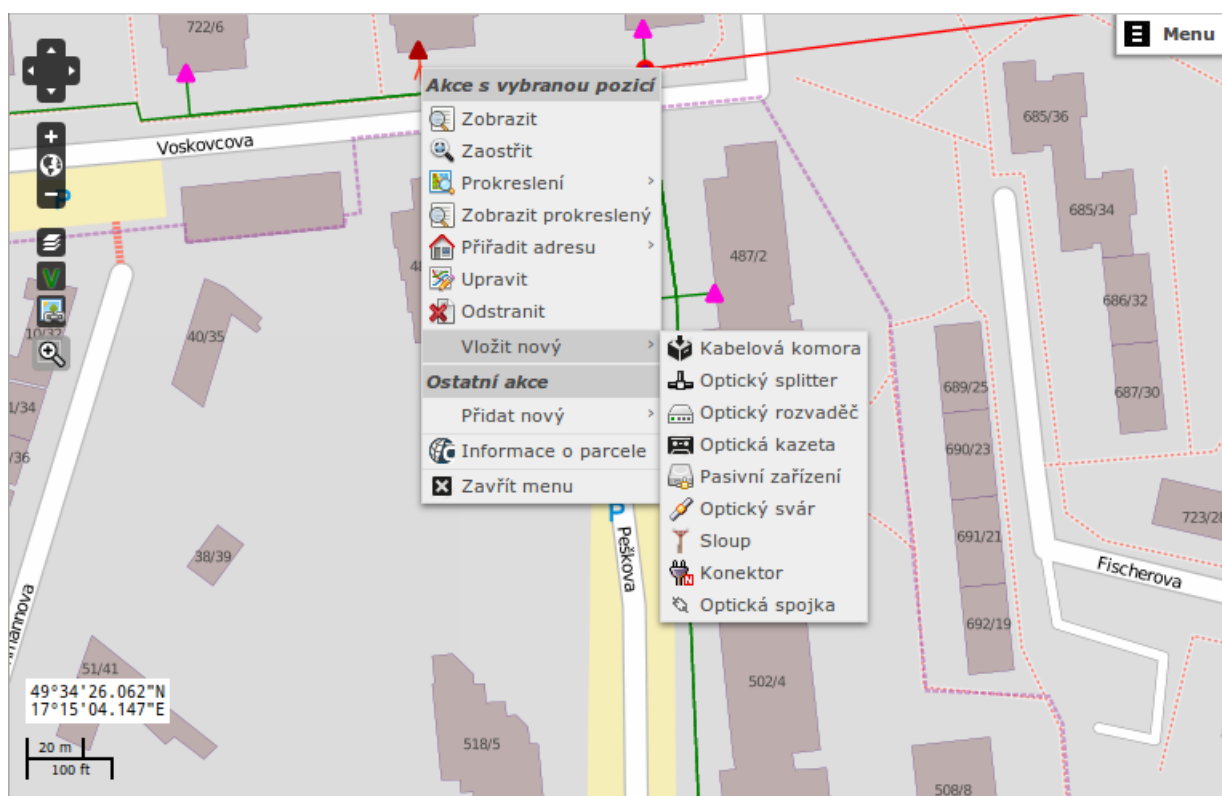 722/6
Menu
Voskovcova
P
Akce s vybranou pozicí
Zobrazit
Zaostřit
Prokreslení
Zobrazit prokreslený
Přiřadit adresu
Upravit
Odstranit
Vložit nový
Ostatní akce
Přidat nový
Informace o parcele
Zavřít menu
Kabelová komora
Optický splitter
Optický rozvaděč
Optická kazeta
Pasivní zařízení
Optický svár
Sloup
Konektor
Optická spojka
685/36
685/34
487/2
686/32
687/30
689/25
690/23
691/21
692/19
Fischerova
10/32
40/35
38/39
P
Peškova
51/41
49°34'26.062"N
17°15'04.147"E
20 m
100 ft
518/5
502/4
508/8